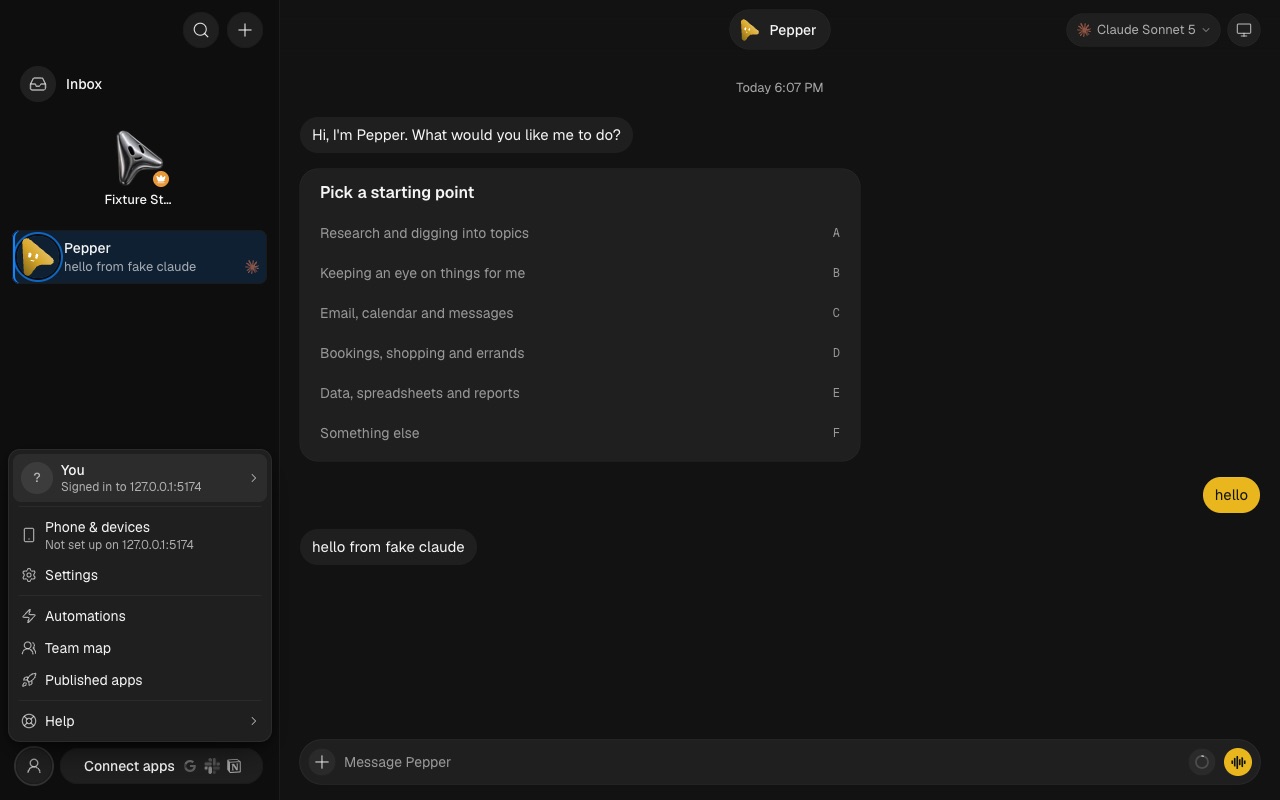 Inbox
Fixture St...
Pepper
hello from fake claude
?
You
Signed in to 127.0.0.1:5174
Phone & devices
Not set up on 127.0.0.1:5174
Settings
Automations
Team map
Published apps
Help
Connect apps
Pepper
Claude Sonnet 5
Today 6:07 PM
Hi, I'm Pepper. What would you like me to do?
Pick a starting point
Research and digging into topics A
Keeping an eye on things for me B
Email, calendar and messages C
Bookings, shopping and errands D
Data, spreadsheets and reports E
Something else F
hello
hello from fake claude
Message Pepper